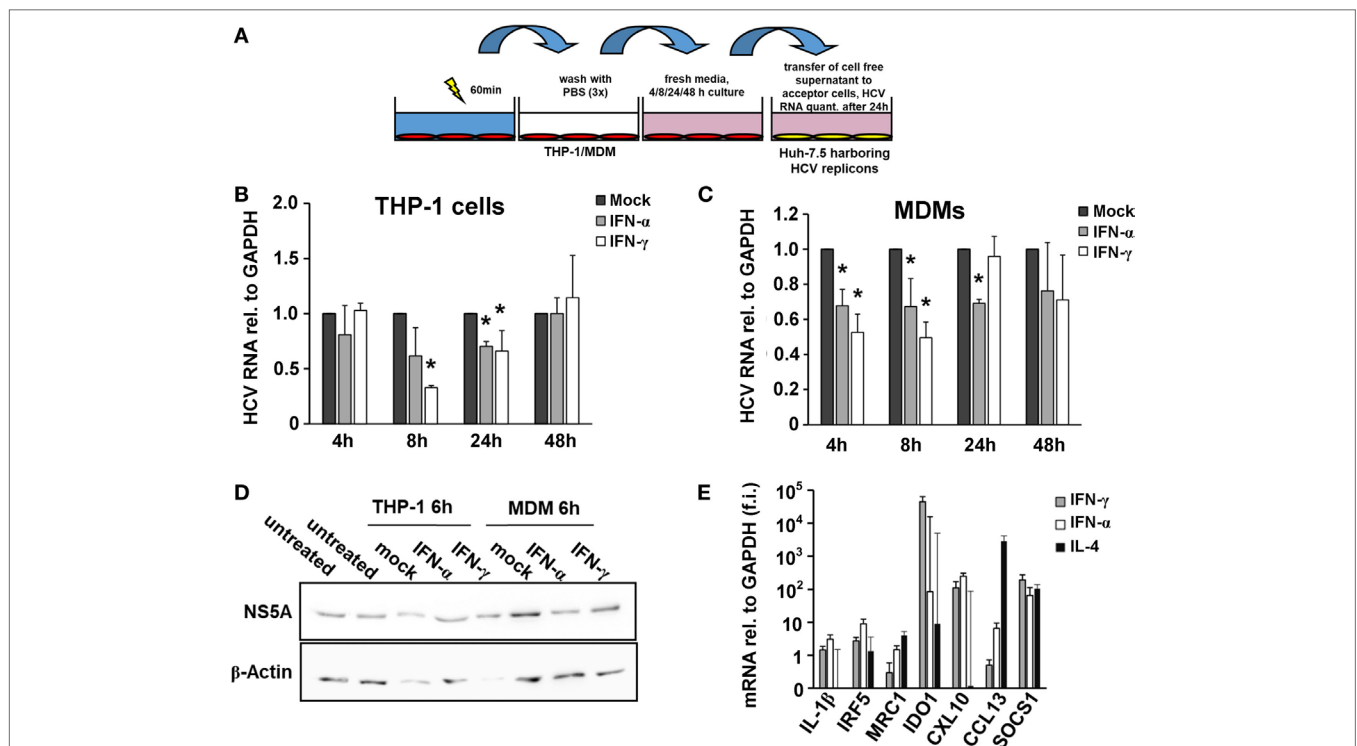 A
60min
wash with
PBS (3x)
fresh media,
4/8/24/48 h culture
transfer of cell free
supernatant to
acceptor cells, HCV
RNA quant. after 24h
THP-1/MDM
Huh-7.5 harboring
HCV replicons
B
THP-1 cells
Mock
IFN-α
IFN-γ
HCV RNA rel. to GAPDH
2.0
1.5
1.0
0.5
0
4h 8h 24h 48h
C
MDMs
Mock
IFN-α
IFN-γ
HCV RNA rel. to GAPDH
1.2
1
0.8
0.6
0.4
0.2
0
4h 8h 24h 48h
* * * * * * * *
D
THP-1 6h MDM 6h
untreated untreated mock IFN-α IFN-γ mock IFN-α IFN-γ
NS5A
β-Actin
E
IFN-γ
IFN-α
IL-4
mRNA rel. to GAPDH (f.i.)
10⁵
10⁴
10³
10²
10
1
0
IL-1β IRF5 MRC1 IDO1 CXL10 CCL13 SOCS1